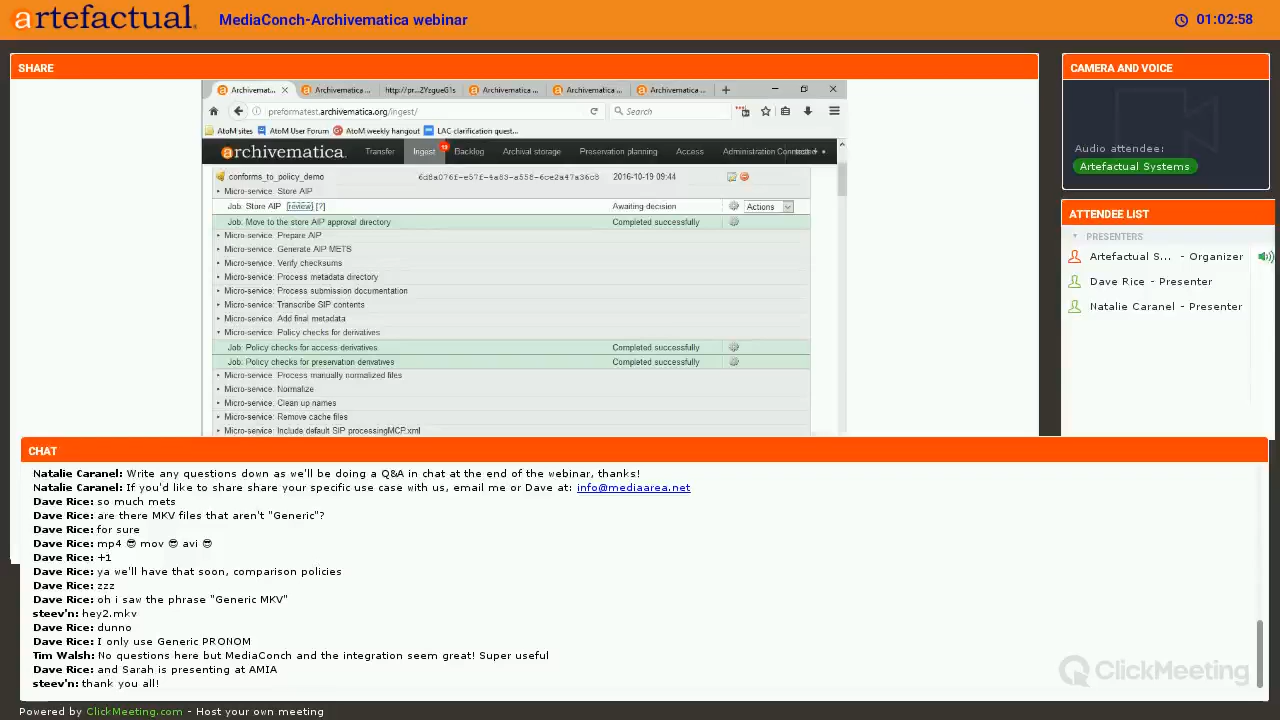 artefactual.
MediaConch-Archivematica webinar
01:02:58
SHARE
Archivemat...
Archivematica ...
http://pr...2YzgueG1s
Archivematica ...
Archivematica ...
Archivematica ...
preformatest.archivematica.org/ingest/
Search
AtoM sites
AtoM User Forum
AtoM weekly hangout
LAC clarification quest...
archivematica.
Transfer
Ingest
Backlog
Archival storage
Preservation planning
Access
Administration
conforms_to_policy_demo
2016-10-19 09:44
Micro-service: Store AIP
Job: Store AIP [review] [?]
Awaiting decision
Actions
Job: Move to the store AIP approval directory
Completed successfully
Micro-service: Prepare AIP
Micro-service: Generate AIP METS
Micro-service: Verify checksums
Micro-service: Process metadata directory
Micro-service: Process submission documentation
Micro-service: Transcribe SIP contents
Micro-service: Add final metadata
Micro-service: Policy checks for derivatives
Job: Policy checks for access derivatives
Completed successfully
Job: Policy checks for preservation derivatives
Completed successfully
Micro-service: Process manually normalized files
Micro-service: Normalize
Micro-service: Clean up names
Micro-service: Remove cache files
Micro-service: Include default SIP processingMCP.xml
CAMERA AND VOICE
Audio attendee:
Artefactual Systems
ATTENDEE LIST
PRESENTERS
Artefactual S... - Organizer
Dave Rice - Presenter
Natalie Caranel - Presenter
CHAT
Natalie Caranel: Write any questions down as we'll be doing a Q&A in chat at the end of the webinar, thanks!
Natalie Caranel: If you'd like to share share your specific use case with us, email me or Dave at: info@mediaarea.net
Dave Rice: so much mets
Dave Rice: are there MKV files that aren't "Generic"?
Dave Rice: for sure
Dave Rice: mp4 😎 mov 😎 avi 😎
Dave Rice: +1
Dave Rice: ya we'll have that soon, comparison policies
Dave Rice: zzz
Dave Rice: oh i saw the phrase "Generic MKV"
steev'n: hey2.mkv
Dave Rice: dunno
Dave Rice: I only use Generic PRONOM
Tim Walsh: No questions here but MediaConch and the integration seem great! Super useful
Dave Rice: and Sarah is presenting at AMIA
steev'n: thank you all!
ClickMeeting
Powered by ClickMeeting.com - Host your own meeting